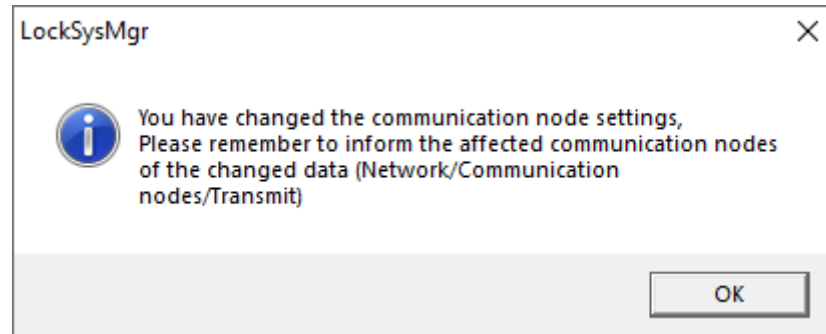 LockSysMgr
You have changed the communication node settings,
Please remember to inform the affected communication nodes
of the changed data (Network/Communication
nodes/Transmit)
OK